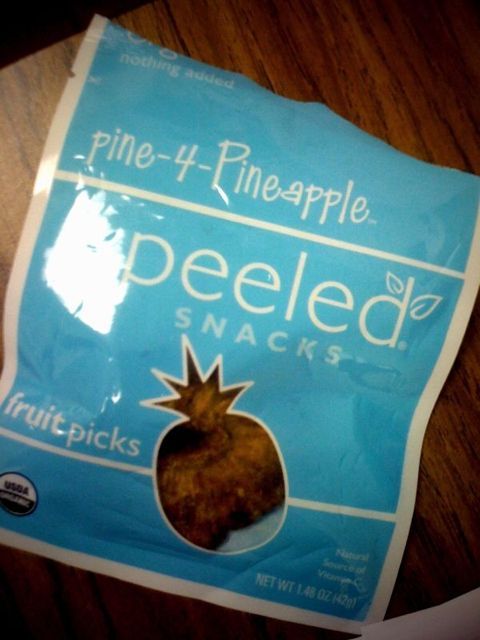 nothing added
pine-4-Pineapple™
peeled®
SNACKS
fruit picks
USDA
ORGANIC
Natural
Source of
Vitamin C
NET WT 1.48 OZ (42g)